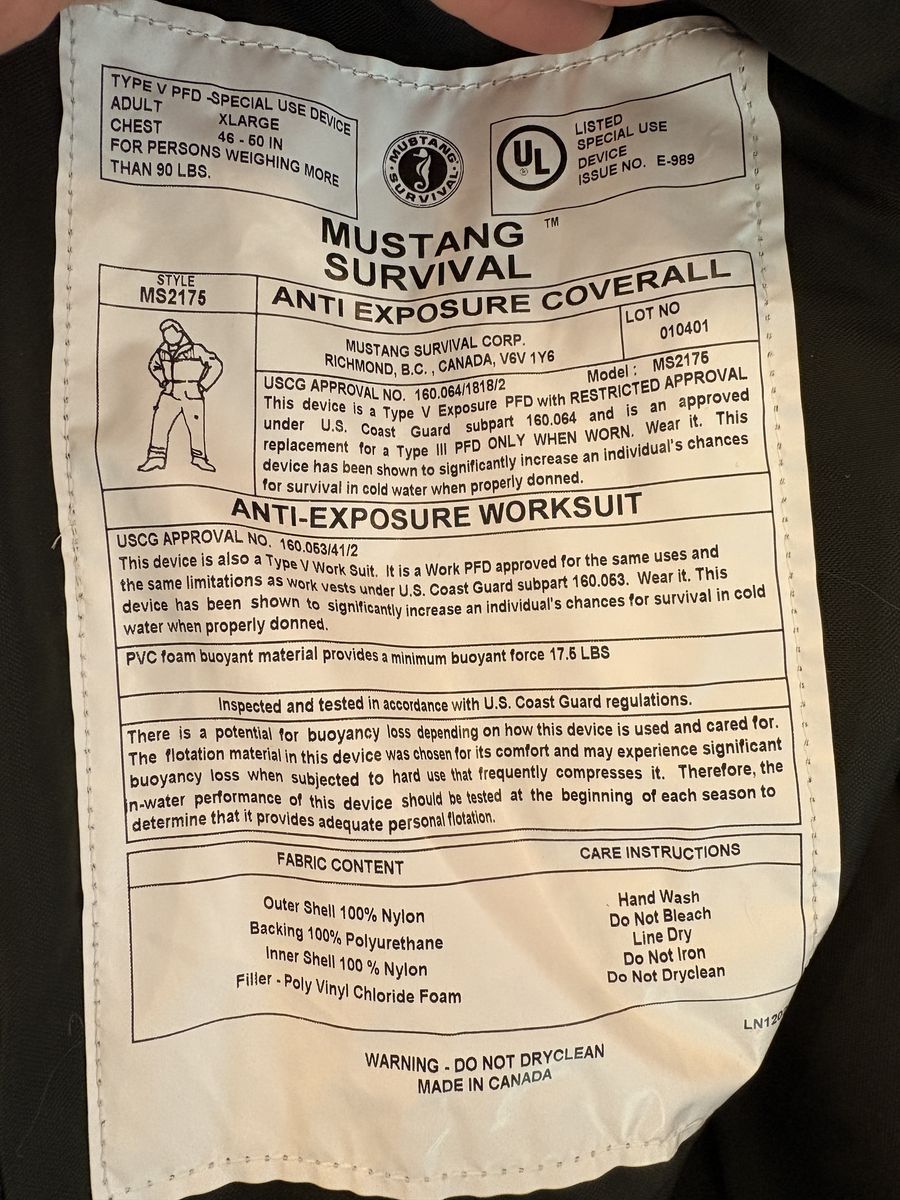 TYPE V PFD -SPECIAL USE DEVICE
ADULT XLARGE
CHEST 46 - 50 IN
FOR PERSONS WEIGHING MORE
THAN 90 LBS.
MUSTANG SURVIVAL
UL
®
LISTED
SPECIAL USE
DEVICE
ISSUE NO. E-989
MUSTANG ™
SURVIVAL
STYLE
MS2175
ANTI EXPOSURE COVERALL
MUSTANG SURVIVAL CORP.
RICHMOND, B.C. , CANADA, V6V 1Y6
LOT NO
010401
USCG APPROVAL NO. 160.064/1818/2 Model : MS2175
This device is a Type V Exposure PFD with RESTRICTED APPROVAL
under U.S. Coast Guard subpart 160.064 and is an approved
replacement for a Type III PFD ONLY WHEN WORN. Wear it. This
device has been shown to significantly increase an individual's chances
for survival in cold water when properly donned.
ANTI-EXPOSURE WORKSUIT
USCG APPROVAL NO. 160.053/41/2
This device is also a Type V Work Suit. It is a Work PFD approved for the same uses and
the same limitations as work vests under U.S. Coast Guard subpart 160.053. Wear it. This
device has been shown to significantly increase an individual's chances for survival in cold
water when properly donned.
PVC foam buoyant material provides a minimum buoyant force 17.5 LBS
Inspected and tested in accordance with U.S. Coast Guard regulations.
There is a potential for buoyancy loss depending on how this device is used and cared for.
The flotation material in this device was chosen for its comfort and may experience significant
buoyancy loss when subjected to hard use that frequently compresses it. Therefore, the
in-water performance of this device should be tested at the beginning of each season to
determine that it provides adequate personal flotation.
FABRIC CONTENT
Outer Shell 100% Nylon
Backing 100% Polyurethane
Inner Shell 100 % Nylon
Filler - Poly Vinyl Chloride Foam
CARE INSTRUCTIONS
Hand Wash
Do Not Bleach
Line Dry
Do Not Iron
Do Not Dryclean
WARNING - DO NOT DRYCLEAN
MADE IN CANADA